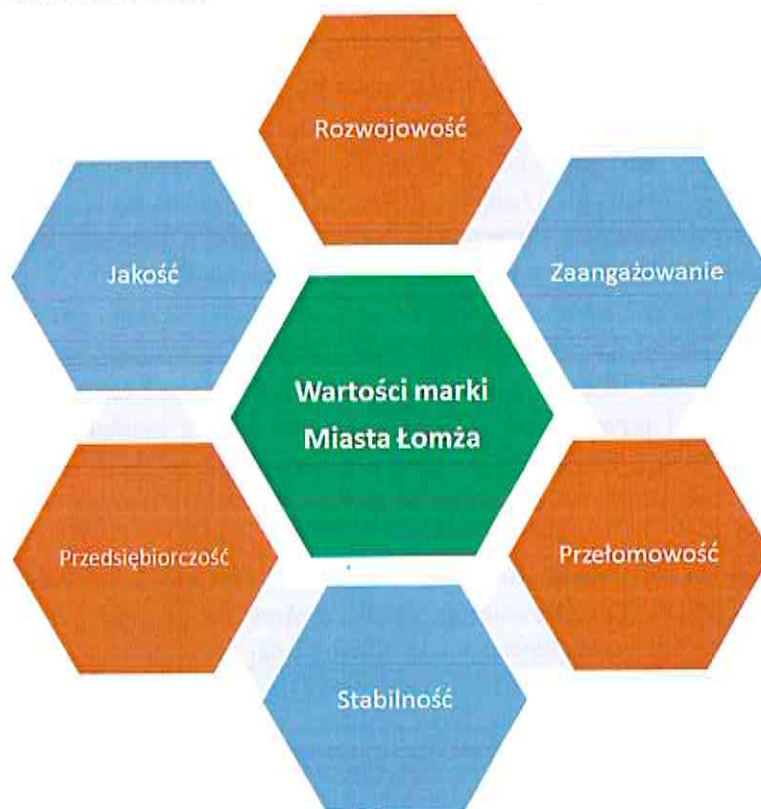 Rozwojowość
Jakość
Zaangażowanie
Wartości marki
Miasta Łomża
Przedsiębiorczość
Przełomowość
Stabilność